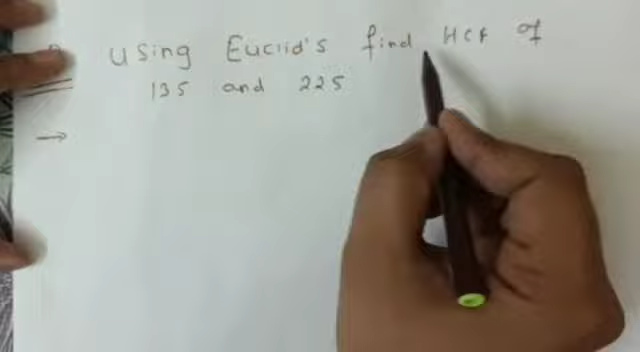 Using Euclid's find HCF of
135 and 225
→